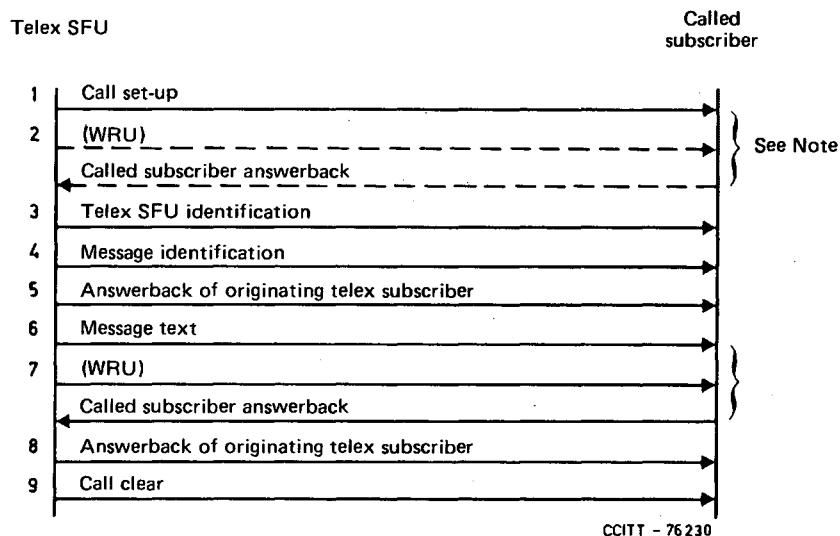 Telex SFU
Called
subscriber
1 Call set-up
2 (WRU)
Called subscriber answerback
See Note
3 Telex SFU identification
4 Message identification
5 Answerback of originating telex subscriber
6 Message text
7 (WRU)
Called subscriber answerback
8 Answerback of originating telex subscriber
9 Call clear
CCITT - 76230